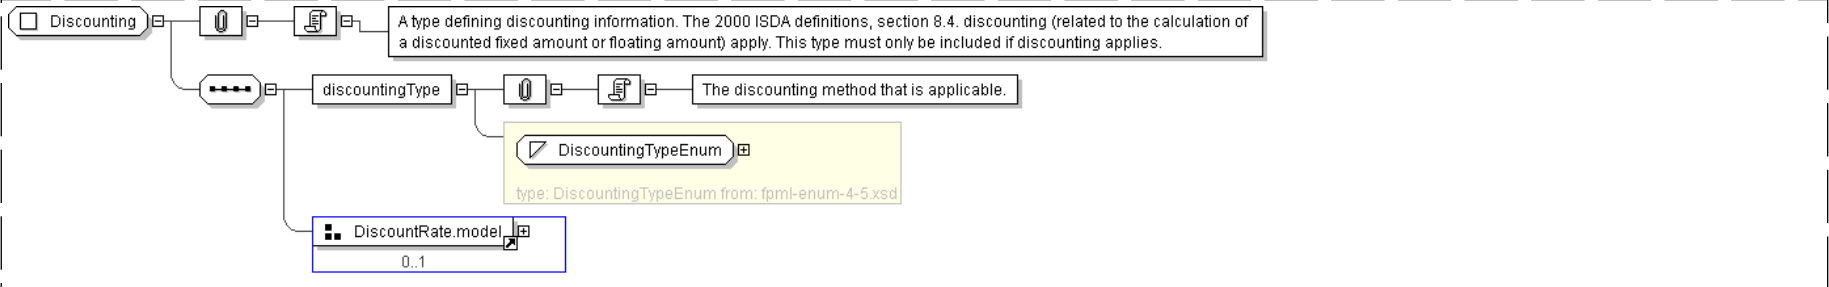 Discounting
A type defining discounting information. The 2000 ISDA definitions, section 8.4. discounting (related to the calculation of
a discounted fixed amount or floating amount) apply. This type must only be included if discounting applies.
discountingType
The discounting method that is applicable.
DiscountingTypeEnum
type: DiscountingTypeEnum from: fpml-enum-4-5.xsd
DiscountRate.model
0..1